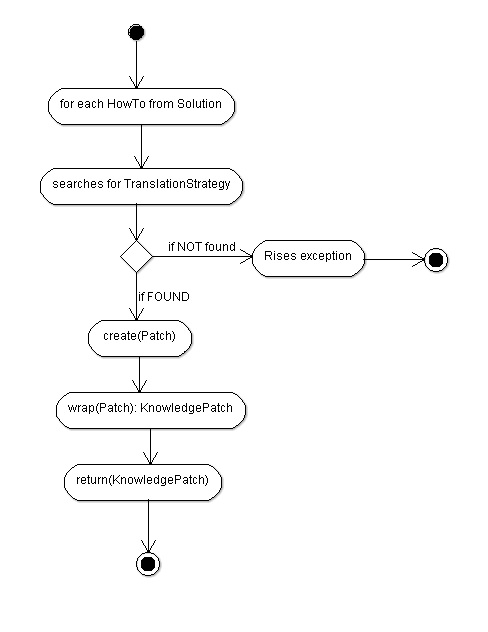 for each HowTo from Solution
searches for TranslationStrategy
if NOT found
Rises exception
if FOUND
create(Patch)
wrap(Patch): KnowledgePatch
return(KnowledgePatch)